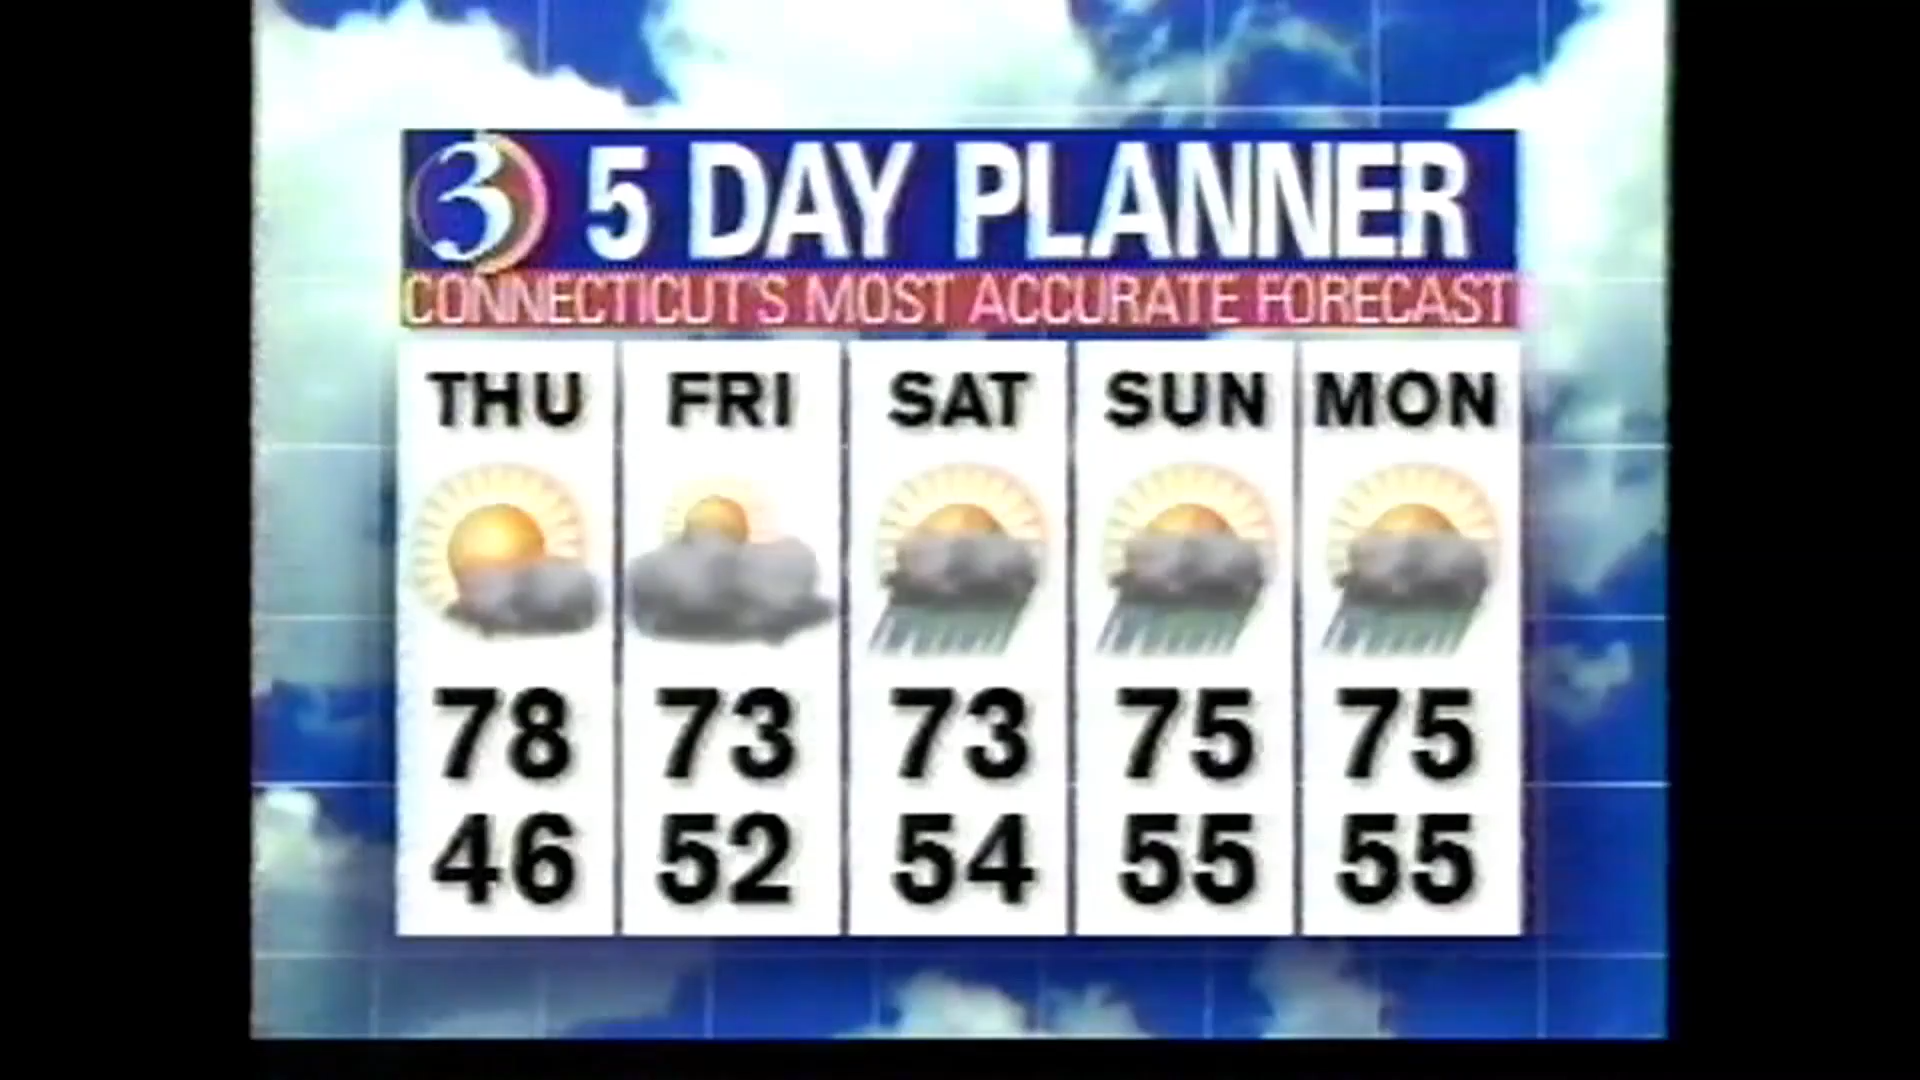 3 5 DAY PLANNER
CONNECTICUT'S MOST ACCURATE FORECAST
THU FRI SAT SUN MON
78 73 73 75 75
46 52 54 55 55